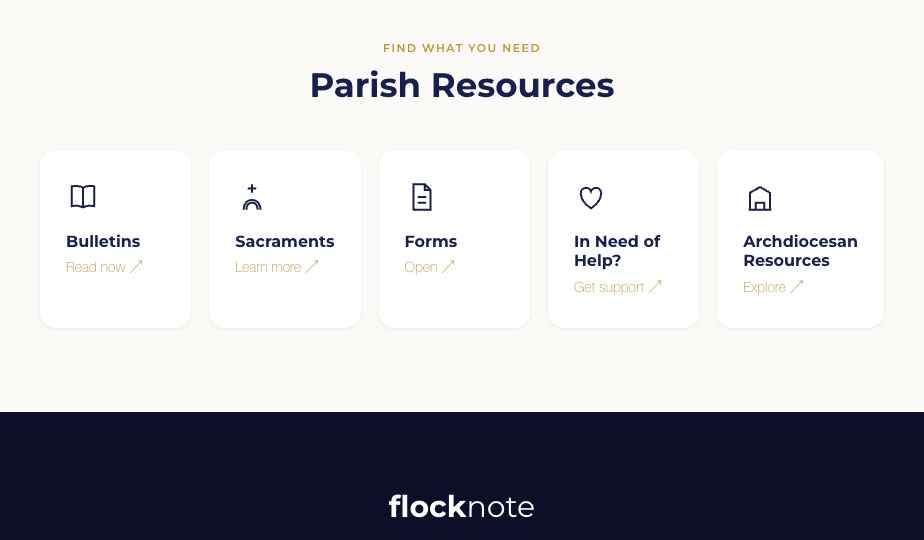 FIND WHAT YOU NEED
Parish Resources
Bulletins
Read now ↗
Sacraments
Learn more ↗
Forms
Open ↗
In Need of
Help?
Get support ↗
Archdiocesan
Resources
Explore ↗
flocknote